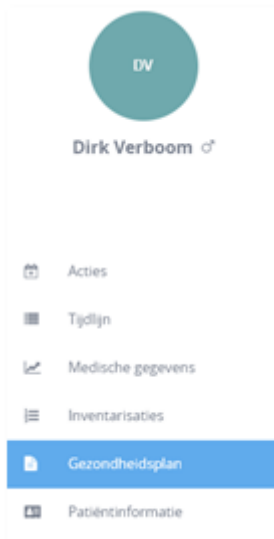 DV
Dirk Verboom ♂
Acties
Tijdlijn
Medische gegevens
Inventarisaties
Gezondheidsplan
Patiëntinformatie